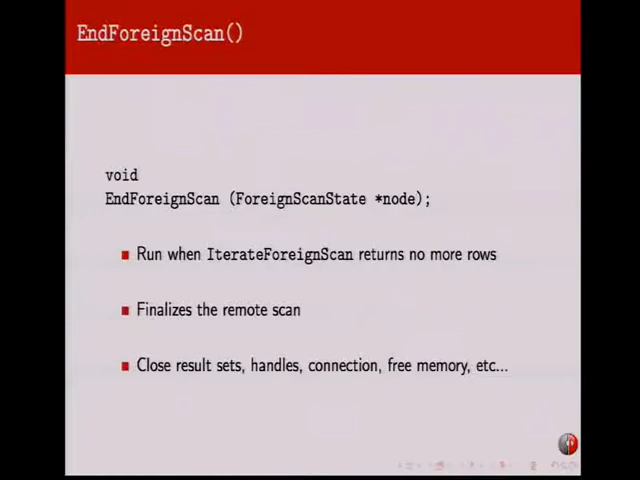 EndForeignScan()
void
EndForeignScan (ForeignScanState *node);
Run when IterateForeignScan returns no more rows
Finalizes the remote scan
Close result sets, handles, connection, free memory, etc...